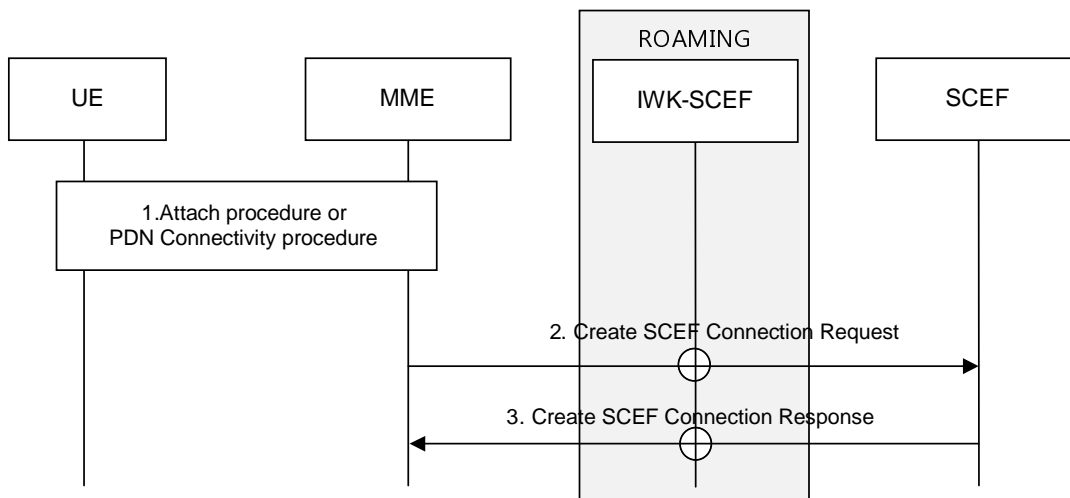 ROAMING
UE
MME
IWK-SCEF
SCEF
1.Attach procedure or
PDN Connectivity procedure
2. Create SCEF Connection Request
3. Create SCEF Connection Response